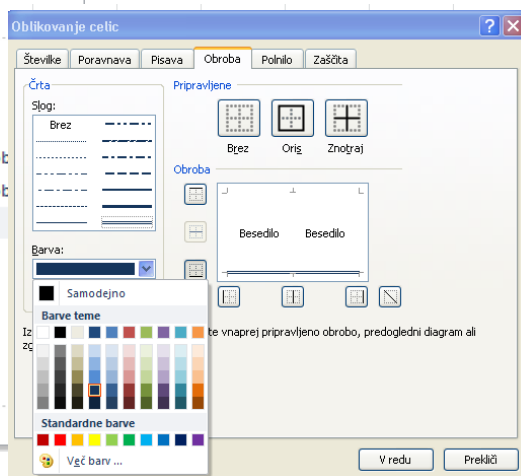 Oblikovanje celic
Številke Poravnava Pisava Obroba Polnilo Zaščita
Črta
Slog:
Brez
Barva:
Samodejno
Barve teme
Standardne barve
Več barv ...
Pripravljene
Brez Oris Znotraj
Obroba
Besedilo Besedilo
te vnaprej pripravljeno obrobo, predogledni diagram ali
V redu Prekliči